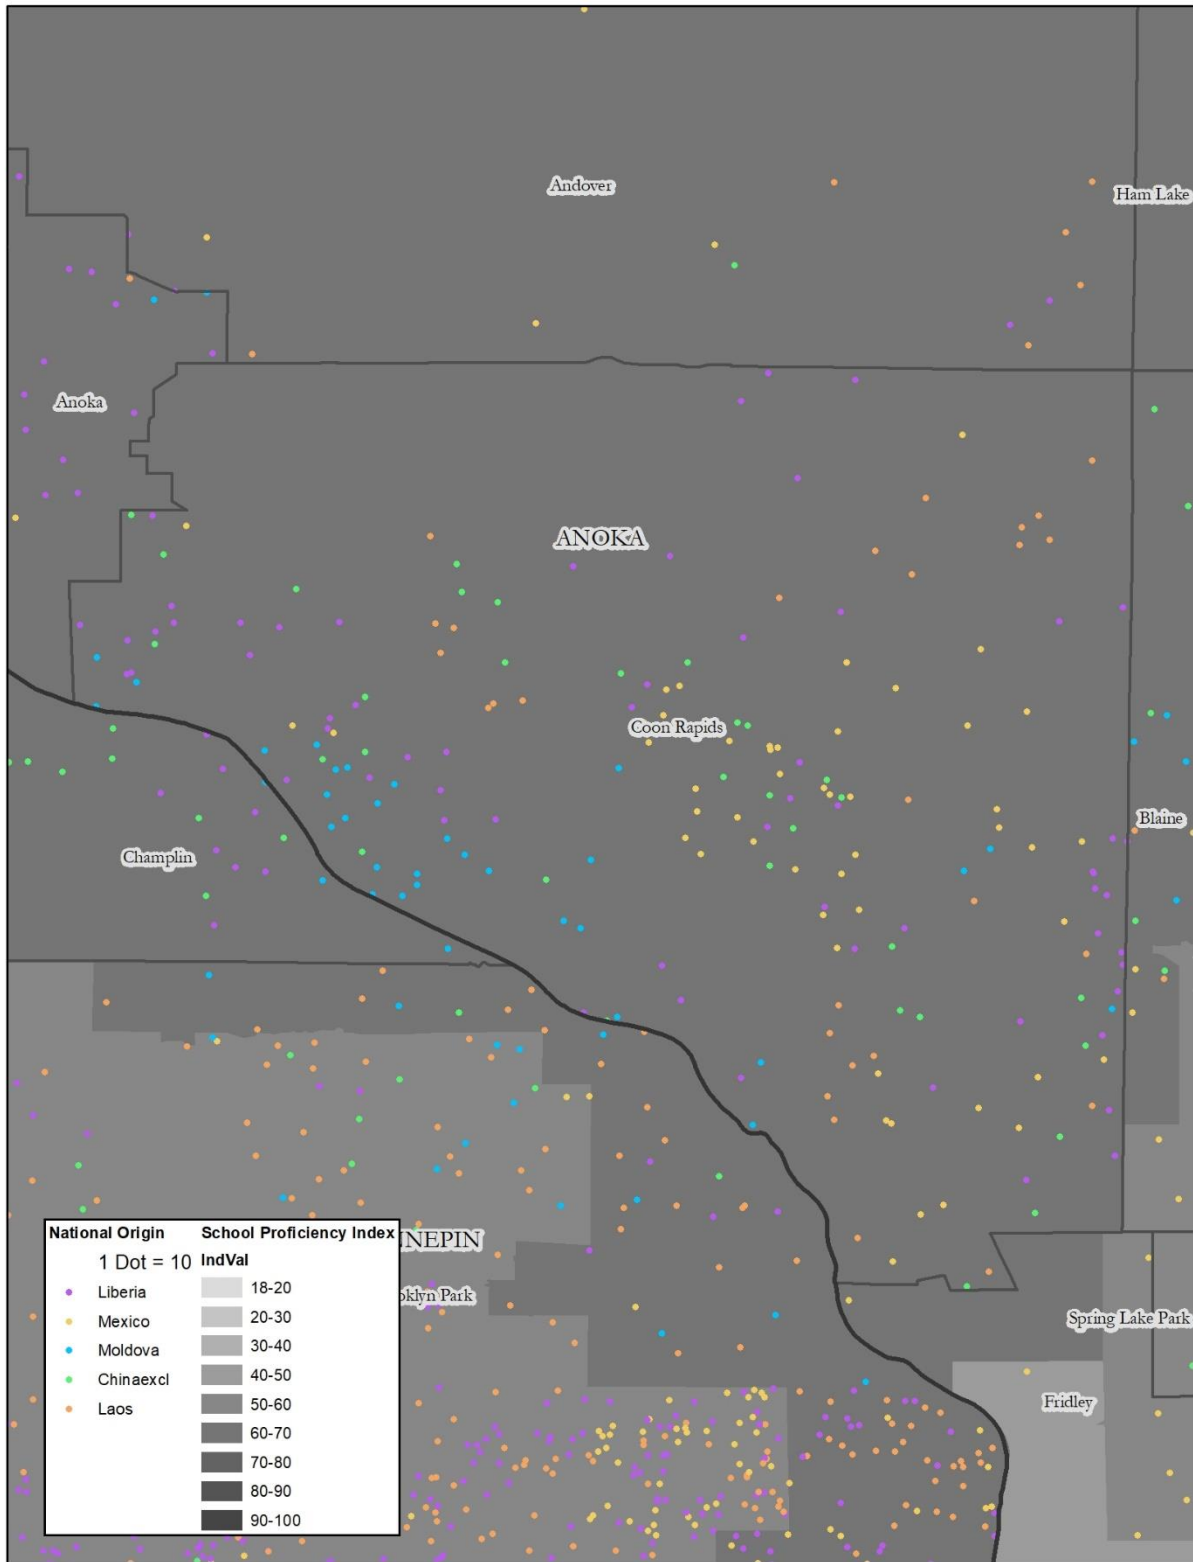 Andover
Ham Lake
Anoka
ANOKA
Coon Rapids
Blaine
Champlin
National Origin
1 Dot = 10
Liberia
Mexico
Moldova
Chinaexcl
Laos
School Proficiency Index
IndVal
18-20
20-30
30-40
40-50
50-60
60-70
70-80
80-90
90-100
NNEPIN
oklyn Park
Spring Lake Park
Fridley